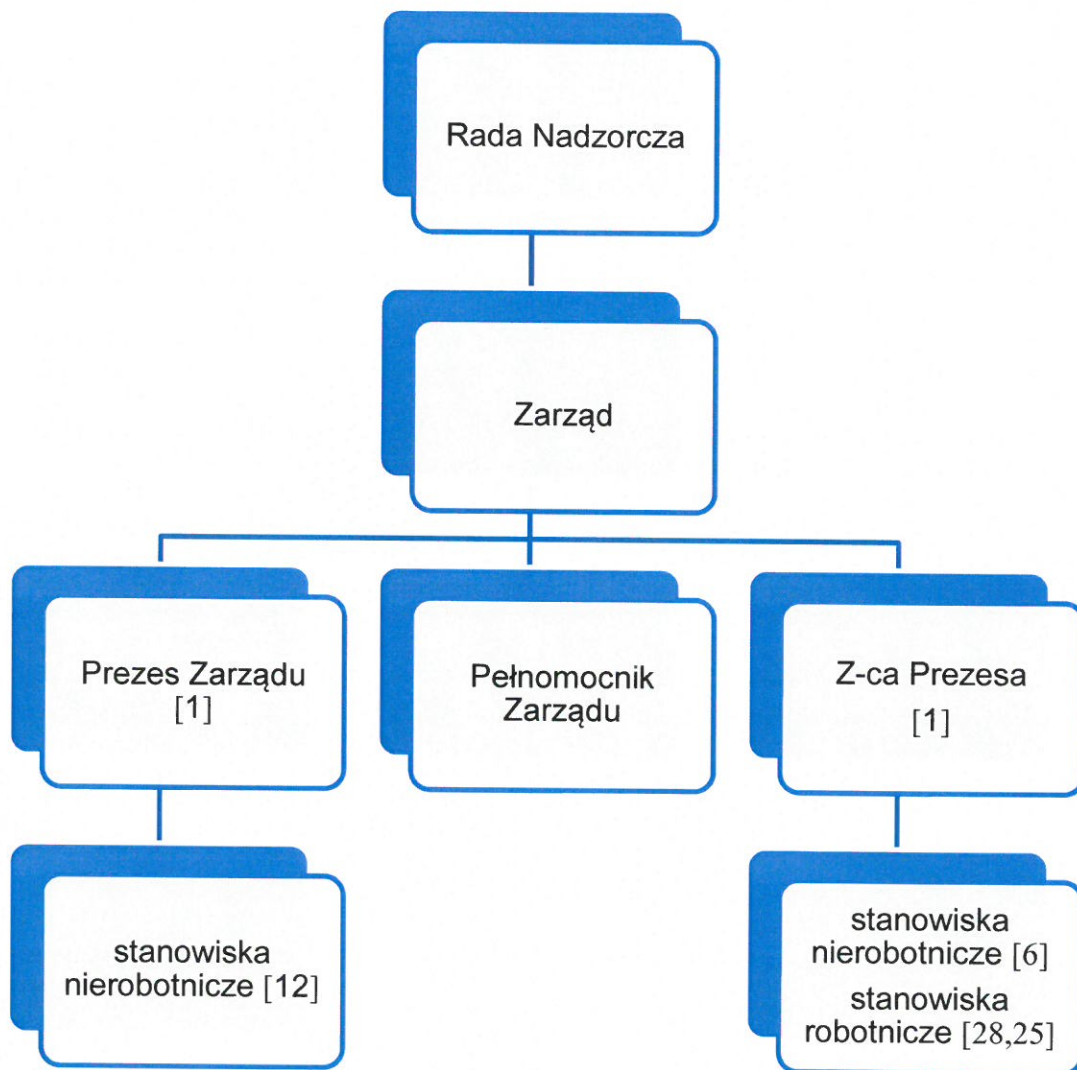 Rada Nadzorcza
Zarząd
Prezes Zarządu
[1]
Pełnomocnik
Zarządu
Z-ca Prezesa
[1]
stanowiska
nierobotnicze [12]
stanowiska
nierobotnicze [6]
stanowiska
robotnicze [28,25]